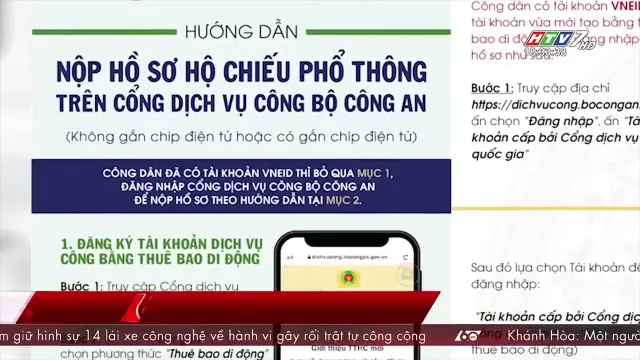 HƯỚNG DẪN
NỘP HỒ SƠ HỘ CHIẾU PHỔ THÔNG
TRÊN CỔNG DỊCH VỤ CÔNG BỘ CÔNG AN
(Không gắn chip điện tử hoặc có gắn chip điện tử)
CÔNG DÂN ĐÃ CÓ TÀI KHOẢN VNEID THÌ BỎ QUA MỤC 1,
ĐĂNG NHẬP CỔNG DỊCH VỤ CÔNG BỘ CÔNG AN
ĐỂ NỘP HỒ SƠ THEO HƯỚNG DẪN TẠI MỤC 2.
1. ĐĂNG KÝ TÀI KHOẢN DỊCH VỤ
CÔNG BẰNG THUÊ BAO DI ĐỘNG
Bước 1: Truy cập Cổng dịch vụ
chọn phương thức "Thuê bao di động"
dichvucong.bocongan.gov.vn
Giới thiệu TTHC mới
Công dân có tài khoản VNEID
tài khoản vừa mới tạo bằng
bao di động đăng nhập
hồ sơ như sau:
HTV7 HD
Bước 1: Truy cập địa chỉ
https://dichvucong.bocongan.
ấn chọn "Đăng nhập", ấn "Tài
khoản cấp bởi Cổng dịch vụ
quốc gia"
Sau đó lựa chọn Tài khoản
"Tài khoản cấp bởi Cổng dịc
thuê bao di động)
m giữ hình sự 14 lái xe công nghệ về hành vi gây rối trật tự công cộng
60 Khánh Hòa: Một ngư